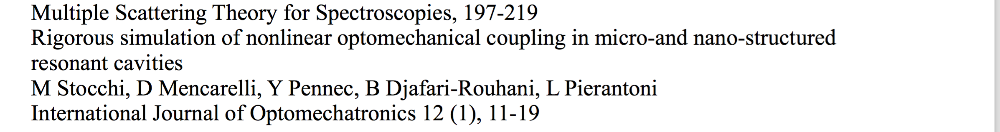 Multiple Scattering Theory for Spectroscopies, 197-219
Rigorous simulation of nonlinear optomechanical coupling in micro-and nano-structured
resonant cavities
M Stocchi, D Mencarelli, Y Pennec, B Djafari-Rouhani, L Pierantoni
International Journal of Optomechatronics 12 (1), 11-19